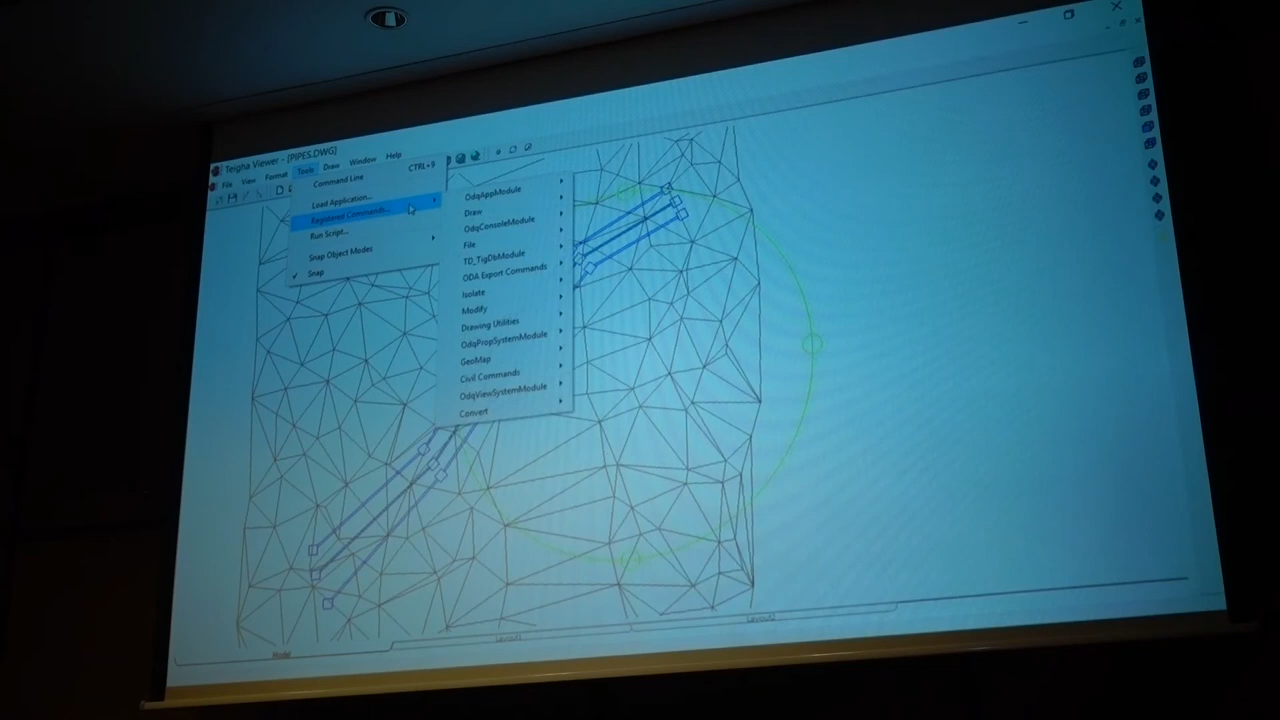 Teigha Viewer - [PIPES.DWG]
File View Format Tools Draw Window Help
Command Line CTRL+9
Load Application...
Registered Commands...
Run Script...
Snap Object Modes
Snap
OdqAppModule
Draw
OdqConsoleModule
File
TD_TigDbModule
ODA Export Commands
Isolate
Modify
Drawing Utilities
OdqPropSystemModule
GeoMap
Civil Commands
OdqViewSystemModule
Convert
Model Layout1 Layout2